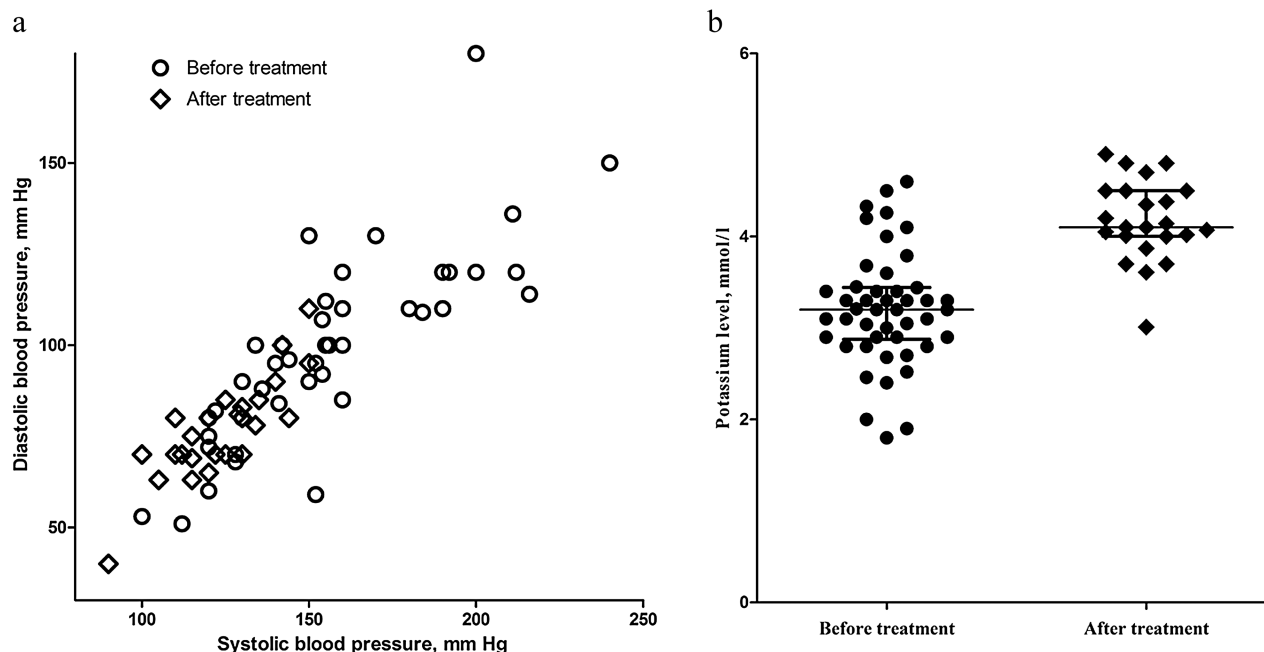 a
Before treatment
After treatment
150
100
50
Diastolic blood pressure, mm Hg
100
150
200
250
Systolic blood pressure, mm Hg
b
6
4
2
0
Potassium level, mmol/l
Before treatment
After treatment